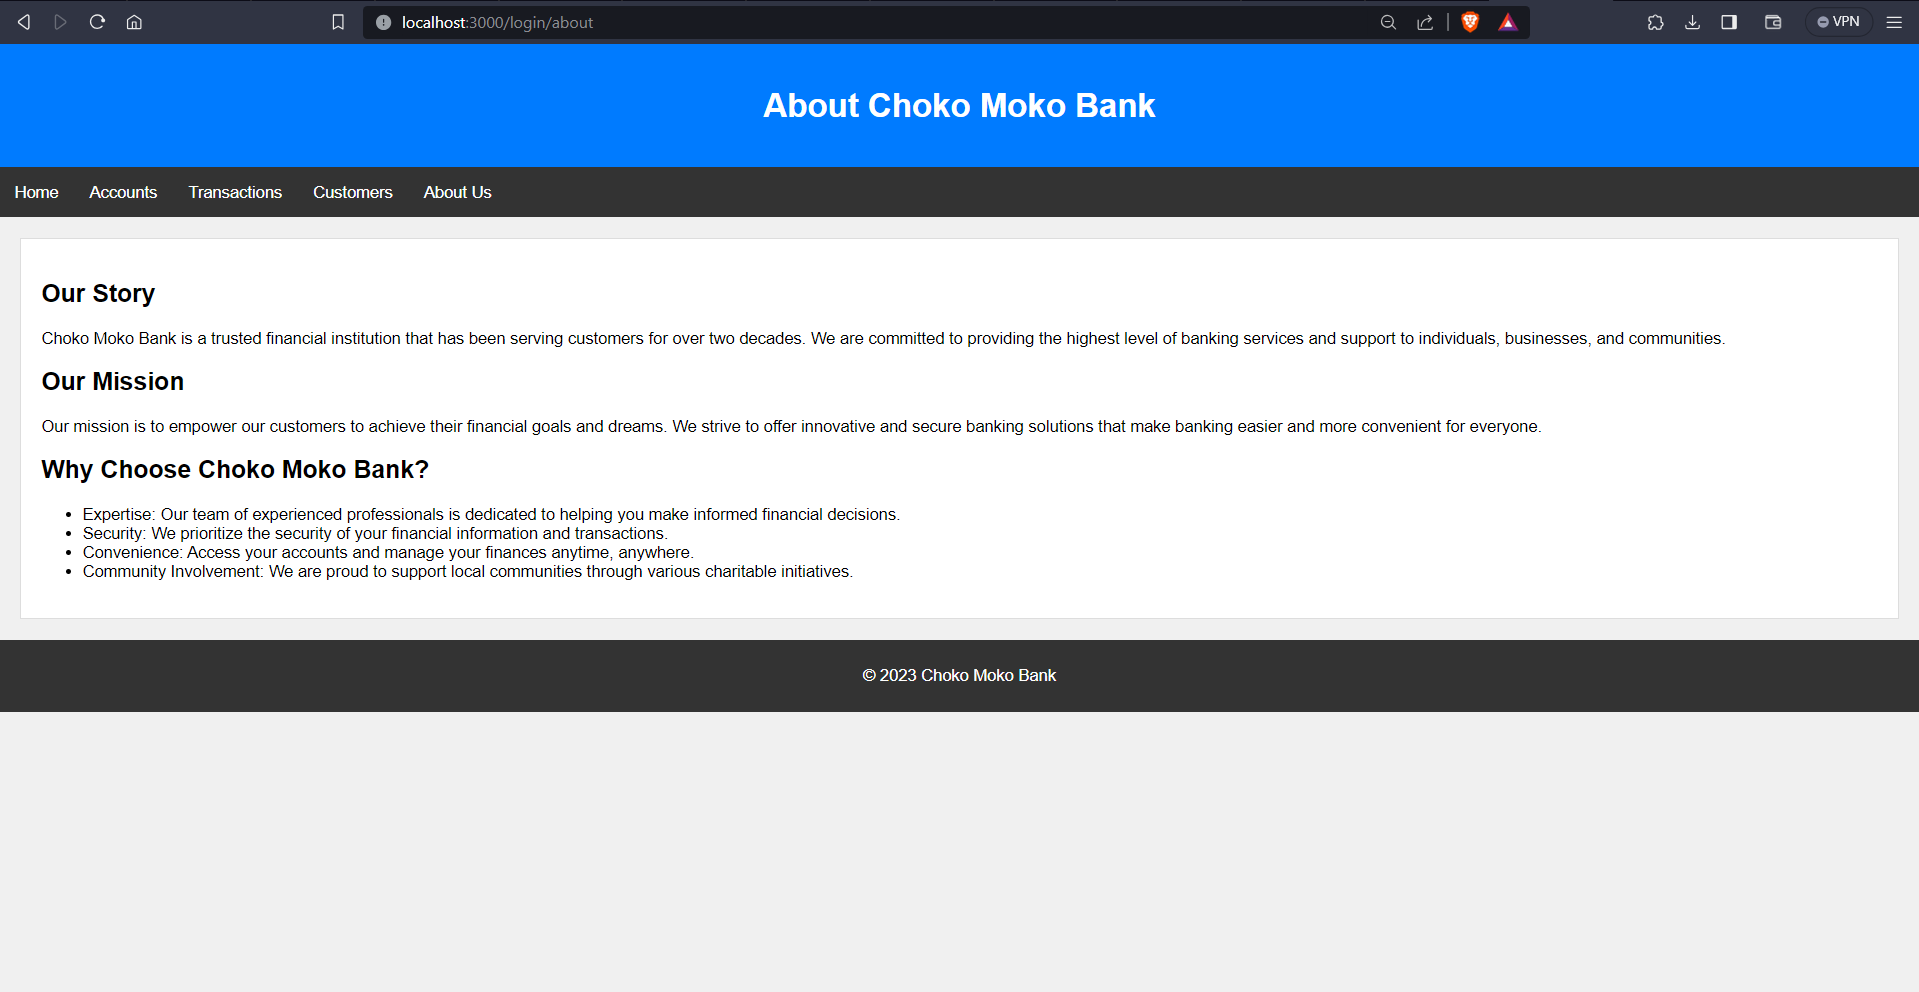 localhost:3000/login/about
VPN
About Choko Moko Bank
Home Accounts Transactions Customers About Us
Our Story
Choko Moko Bank is a trusted financial institution that has been serving customers for over two decades. We are committed to providing the highest level of banking services and support to individuals, businesses, and communities.
Our Mission
Our mission is to empower our customers to achieve their financial goals and dreams. We strive to offer innovative and secure banking solutions that make banking easier and more convenient for everyone.
Why Choose Choko Moko Bank?
• Expertise: Our team of experienced professionals is dedicated to helping you make informed financial decisions.
• Security: We prioritize the security of your financial information and transactions.
• Convenience: Access your accounts and manage your finances anytime, anywhere.
• Community Involvement: We are proud to support local communities through various charitable initiatives.
© 2023 Choko Moko Bank